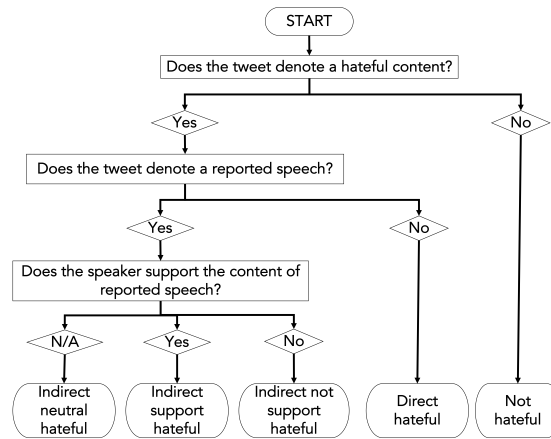 START
Does the tweet denote a hateful content?
Yes
No
Does the tweet denote a reported speech?
Yes
No
Does the speaker support the content of
reported speech?
N/A
Yes
No
Indirect
neutral
hateful
Indirect
support
hateful
Indirect not
support
hateful
Direct
hateful
Not
hateful